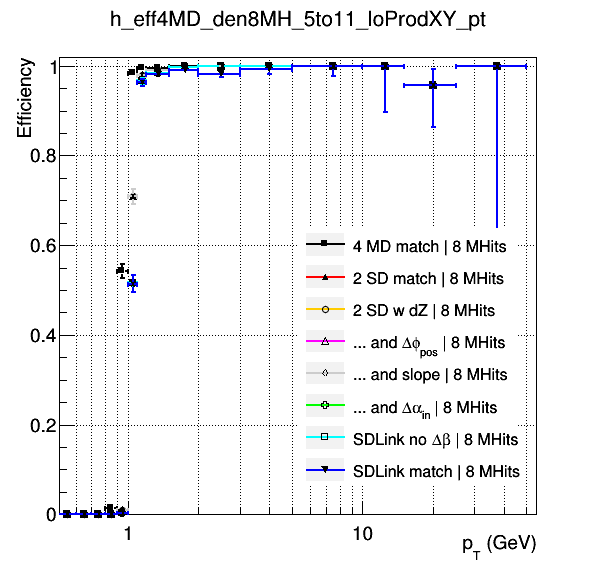 h_eff4MD_den8MH_5to11_loProdXY_pt
Efficiency
1
0.8
0.6
0.4
0.2
0
4 MD match | 8 MHits
2 SD match | 8 MHits
2 SD w dZ | 8 MHits
... and Δϕpos | 8 MHits
... and slope | 8 MHits
... and Δαin | 8 MHits
SDLink no Δβ | 8 MHits
SDLink match | 8 MHits
1
10
pT (GeV)